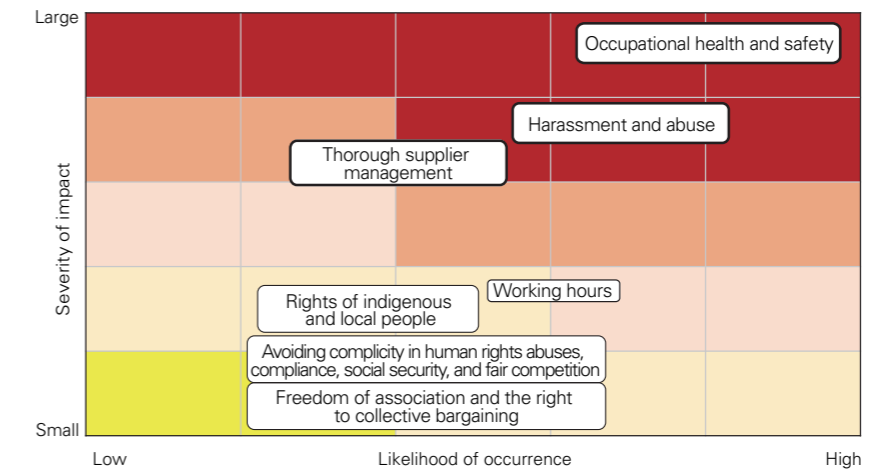 Large
Occupational health and safety
Harassment and abuse
Thorough supplier
management
Severity of impact
Working hours
Rights of indigenous
and local people
Avoiding complicity in human rights abuses,
compliance, social security, and fair competition
Freedom of association and the right
to collective bargaining
Small
Low
Likelihood of occurrence
High